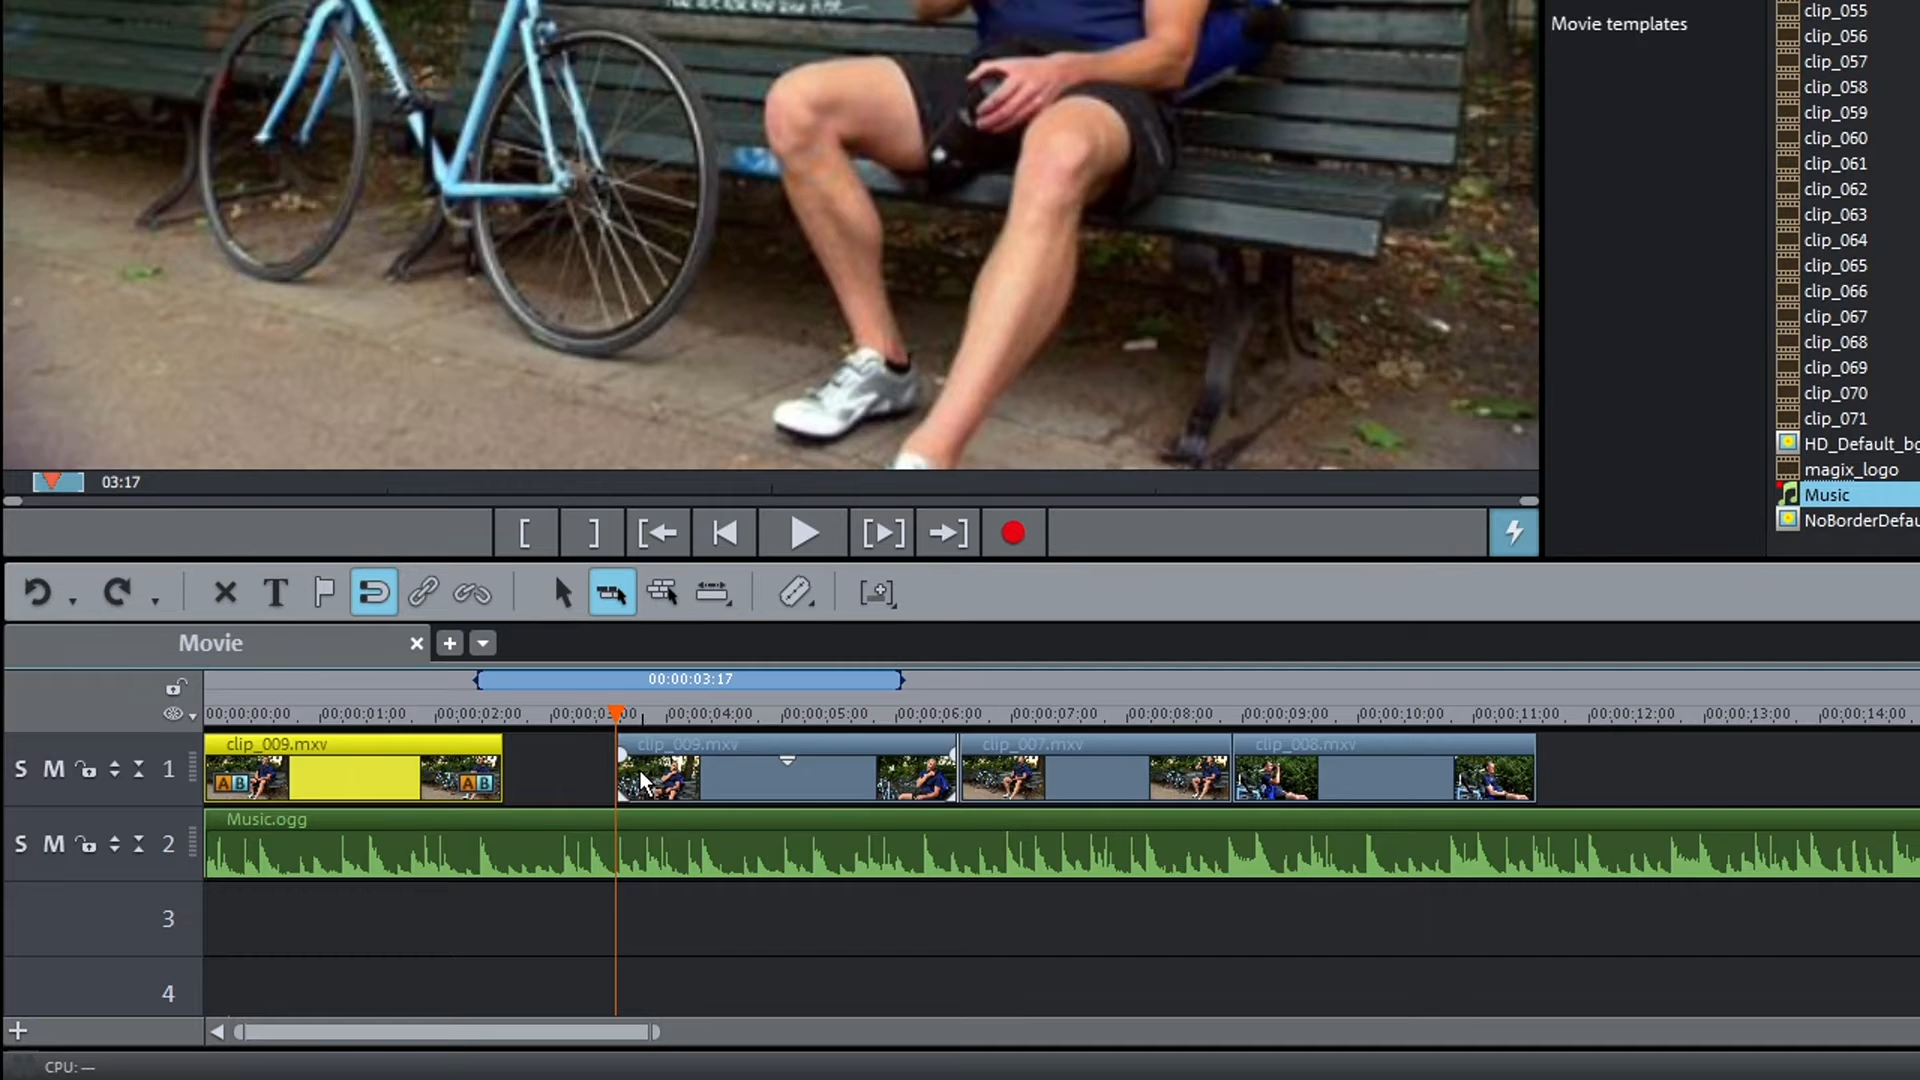 Movie templates
clip_055
clip_056
clip_057
clip_058
clip_059
clip_060
clip_061
clip_062
clip_063
clip_064
clip_065
clip_066
clip_067
clip_068
clip_069
clip_070
clip_071
HD_Default_bg
magix_logo
Music
NoBorderDefau
03:17
Movie
00:00:03:17
00:00:00:00 00:00:01:00 00:00:02:00 00:00:03:00 00:00:04:00 00:00:05:00 00:00:06:00 00:00:07:00 00:00:08:00 00:00:09:00 00:00:10:00 00:00:11:00 00:00:12:00 00:00:13:00 00:00:14:00
clip_009.mxv clip_009.mxv clip_007.mxv clip_008.mxv
S M 1 A B A B
Music.ogg
S M 2
3
4
CPU: —